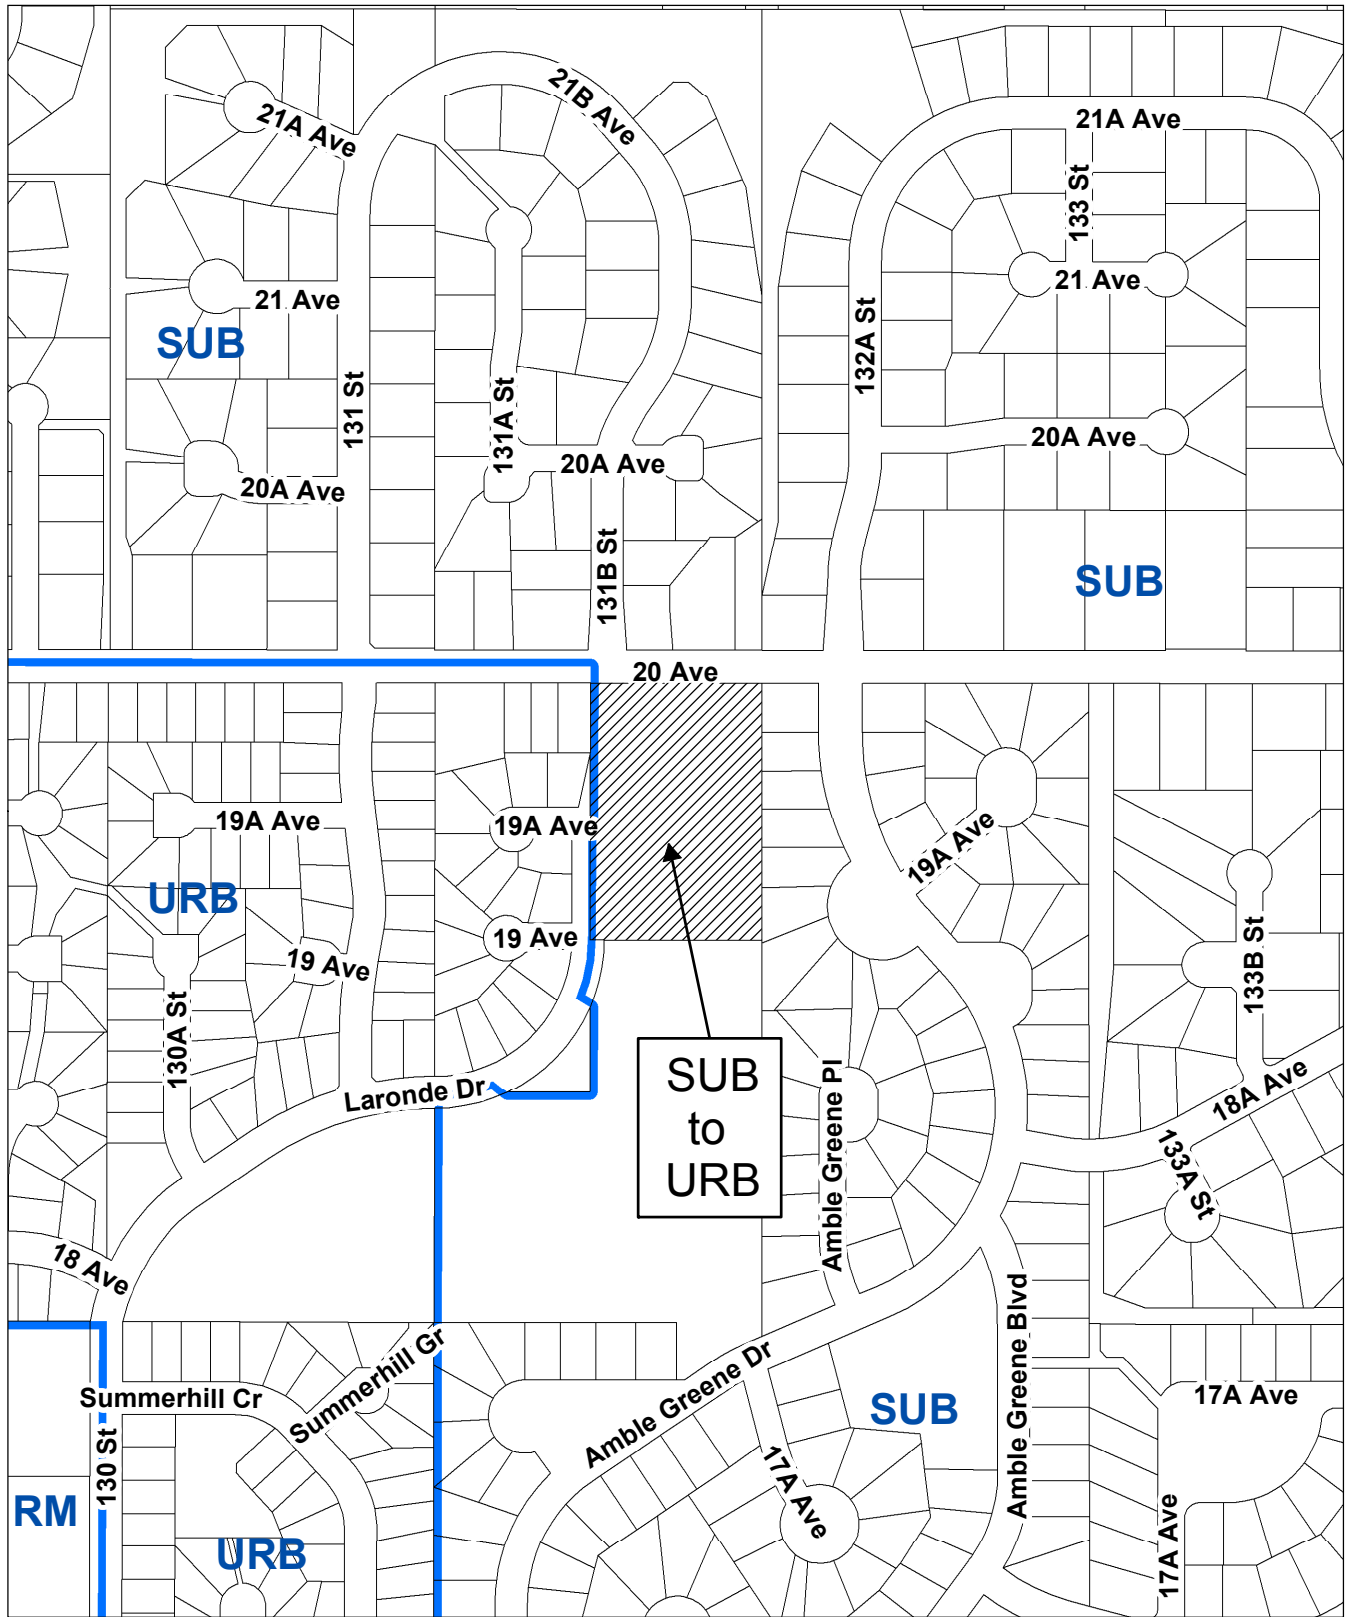 21B Ave
21A Ave
21A Ave
133 St
21 Ave
21 Ave
SUB
132A St
131 St
131A St
20A Ave
20A Ave
20A Ave
131B St
SUB
20 Ave
19A Ave
19A Ave
19A Ave
URB
19 Ave
19 Ave
133B St
130A St
SUB
to
URB
Laronde Dr
Amble Greene Pl
18A Ave
133A St
18 Ave
Amble Greene Blvd
Summerhill Gr
Summerhill Cr
Amble Greene Dr
SUB
17A Ave
130 St
17A Ave
RM
URB
17A Ave